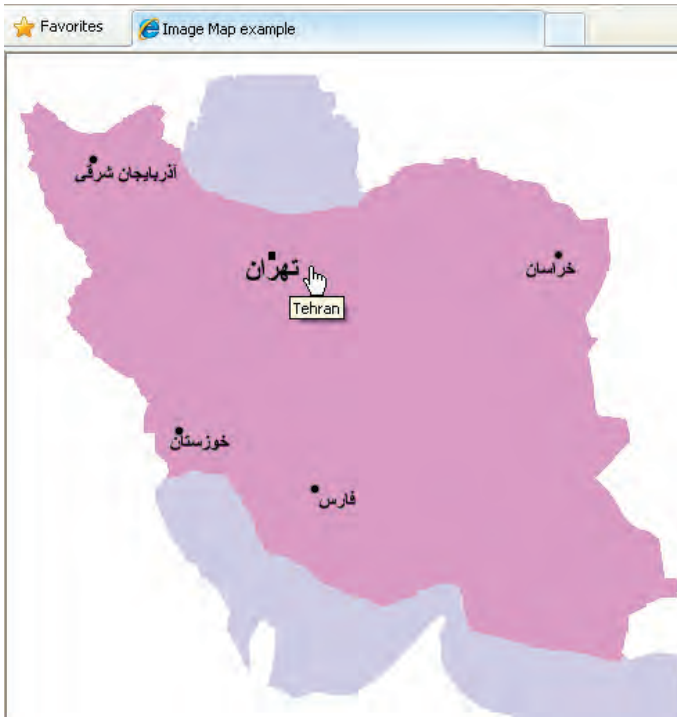 Favorites
Image Map example
آذربایجان شرقی
تهران
خراسان
Tehran
خوزستان
فارس